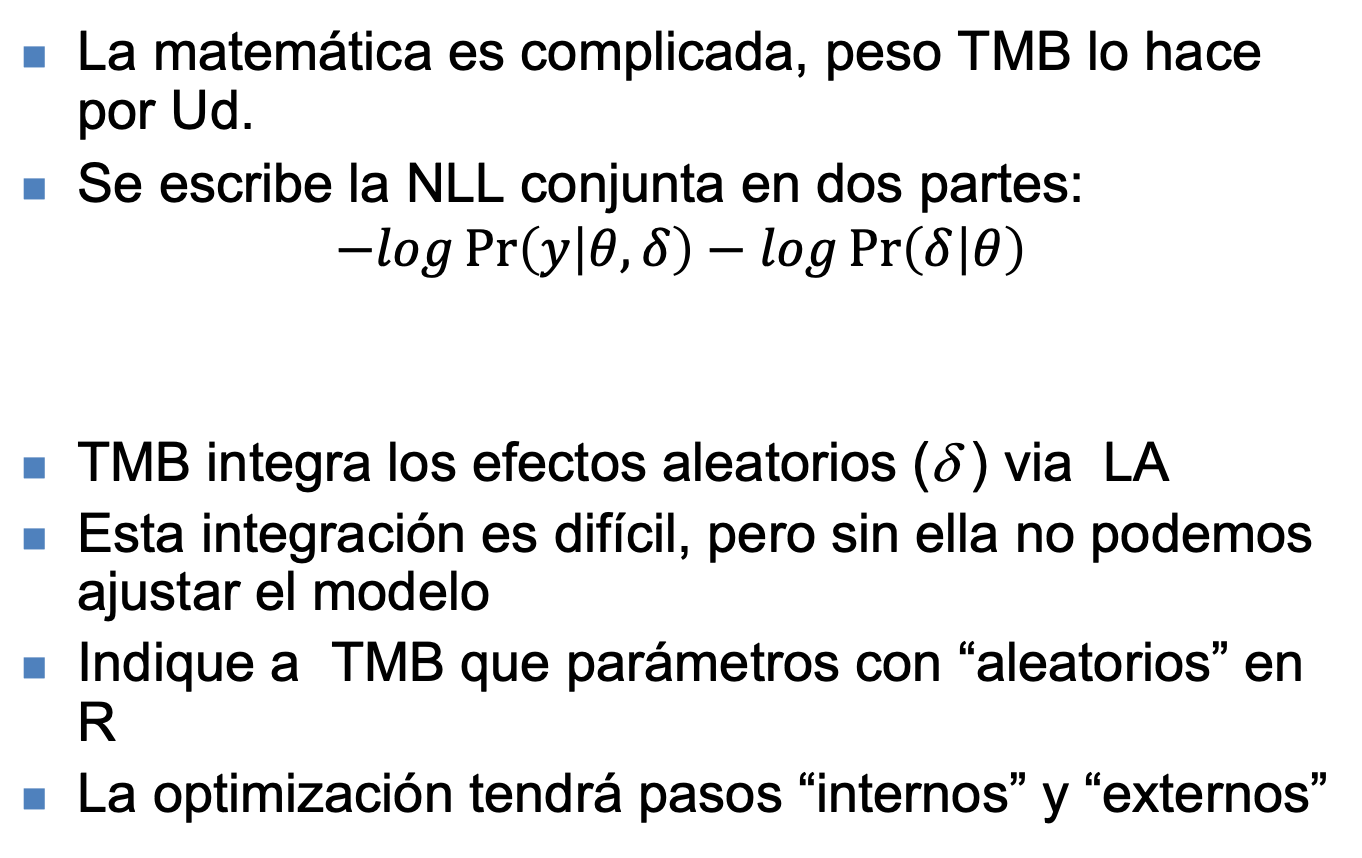 ▪ La matemática es complicada, peso TMB lo hace
por Ud.
▪ Se escribe la NLL conjunta en dos partes:
−log Pr(y|θ, δ) − log Pr(δ|θ)
▪ TMB integra los efectos aleatorios (δ) via LA
▪ Esta integración es difícil, pero sin ella no podemos
ajustar el modelo
▪ Indique a TMB que parámetros con “aleatorios” en
R
▪ La optimización tendrá pasos “internos” y “externos”